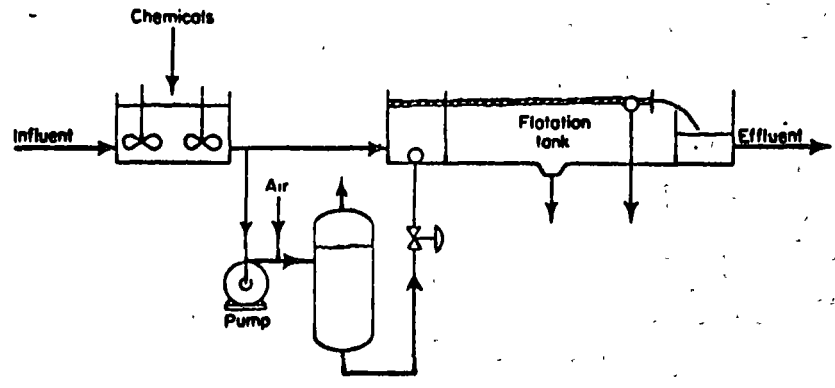 Chemicals
Influent
Flotation
tank
Effluent
Air
Pump